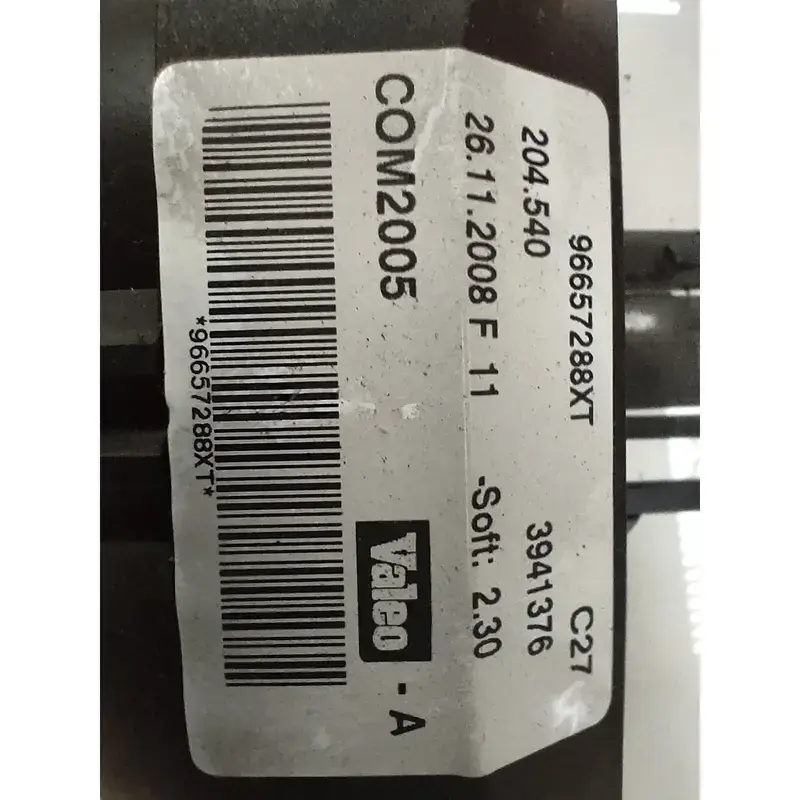 96657288XT C27
204.540 3941376
26.11.2008 F 11 -Soft: 2.30
COM2005 Valeo - A
*96657288XT*